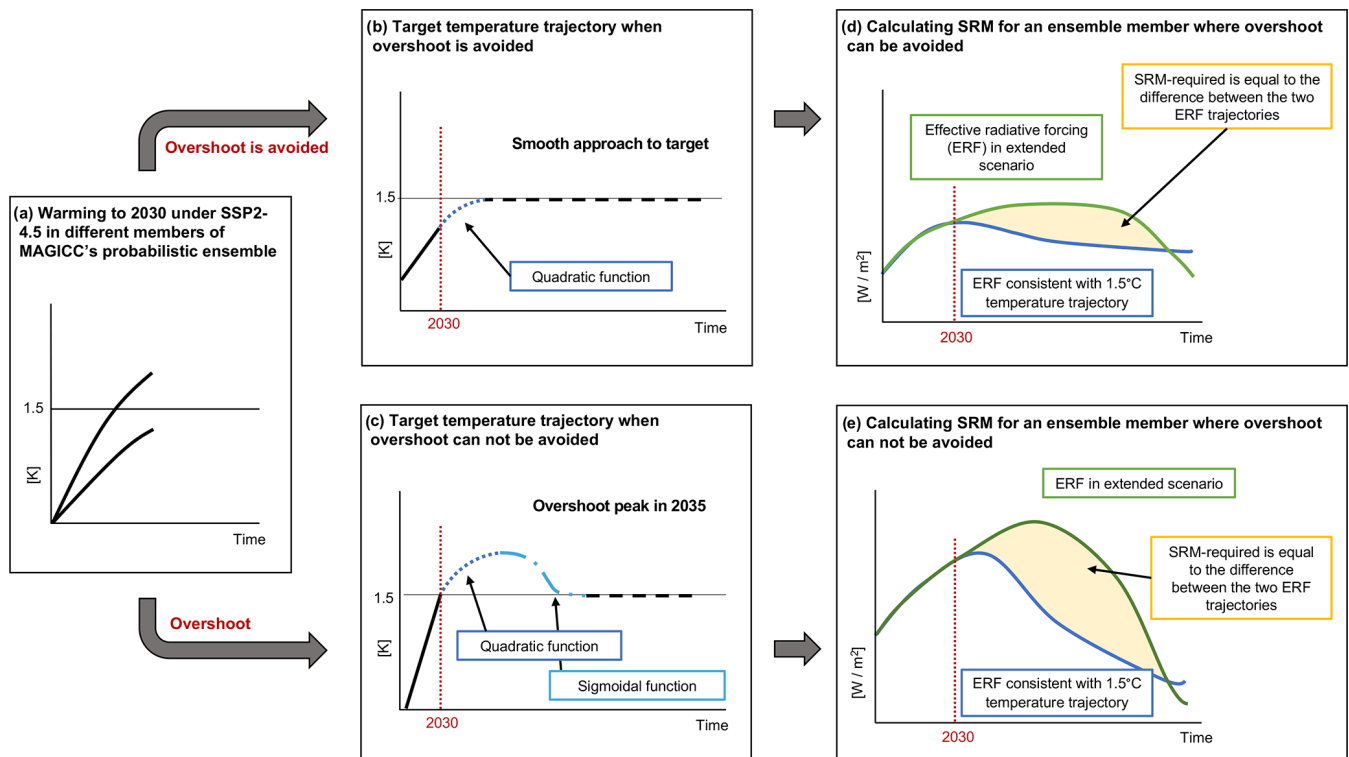 (a) Warming to 2030 under SSP2-
4.5 in different members of
MAGICC's probabilistic ensemble
1.5
[K]
Time
Overshoot is avoided
Overshoot
(b) Target temperature trajectory when
overshoot is avoided
Smooth approach to target
1.5
[K]
Quadratic function
2030
Time
(c) Target temperature trajectory when
overshoot can not be avoided
Overshoot peak in 2035
1.5
[K]
Quadratic function
Sigmoidal function
2030
Time
(d) Calculating SRM for an ensemble member where overshoot
can be avoided
SRM-required is equal to the
difference between the two
ERF trajectories
Effective radiative forcing
(ERF) in extended
scenario
[W / m²]
ERF consistent with 1.5°C
temperature trajectory
2030
Time
(e) Calculating SRM for an ensemble member where overshoot
can not be avoided
ERF in extended scenario
SRM-required is equal
to the difference
between the two ERF
trajectories
[W / m²]
ERF consistent with 1.5°C
temperature trajectory
2030
Time